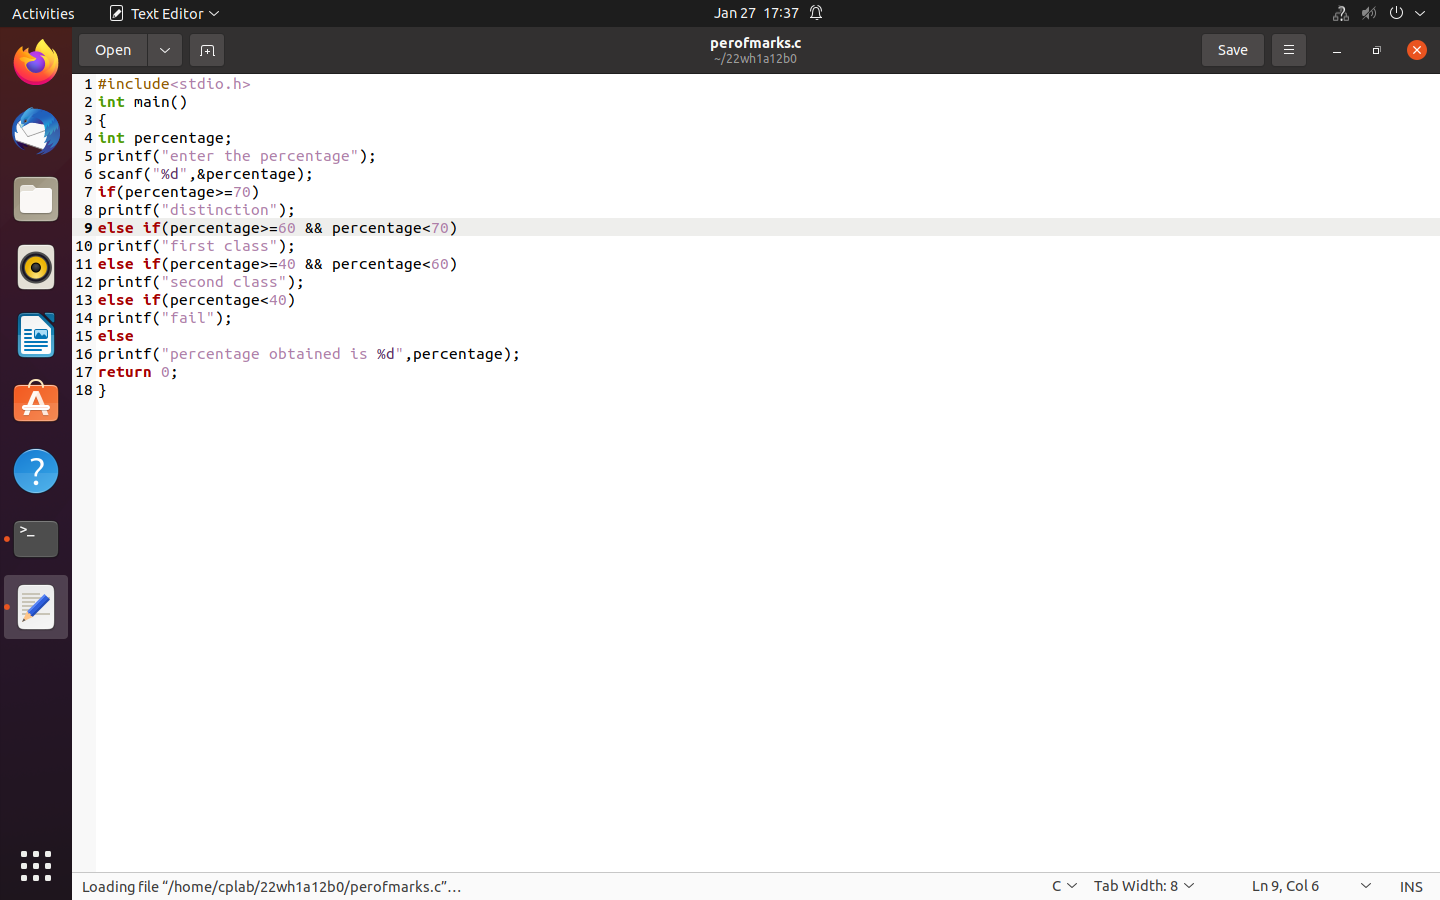 Activities Text Editor Jan 27 17:37
Open perofmarks.c Save
~/22wh1a12b0
1 #include<stdio.h>
2 int main()
3 {
4 int percentage;
5 printf("enter the percentage");
6 scanf("%d",&percentage);
7 if(percentage>=70)
8 printf("distinction");
9 else if(percentage>=60 && percentage<70)
10 printf("first class");
11 else if(percentage>=40 && percentage<60)
12 printf("second class");
13 else if(percentage<40)
14 printf("fail");
15 else
16 printf("percentage obtained is %d",percentage);
17 return 0;
18 }
Loading file “/home/cplab/22wh1a12b0/perofmarks.c”… C Tab Width: 8 Ln 9, Col 6 INS